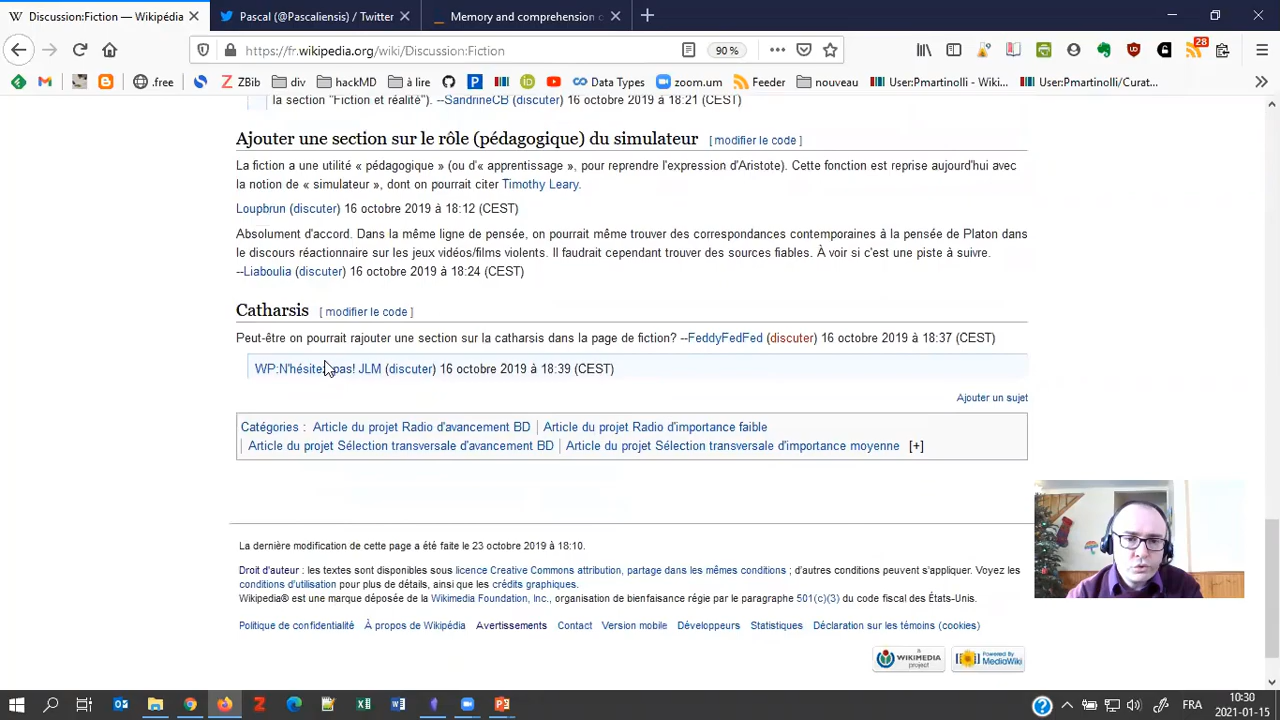 Discussion:Fiction — Wikipédia
Pascal (@Pascaliensis) / Twitter
Memory and comprehension
https://fr.wikipedia.org/wiki/Discussion:Fiction
90 %
28
.free
ZBib
div
hackMD
à lire
Data Types
zoom.um
Feeder
nouveau
User:Pmartinolli - Wiki...
User:Pmartinolli/Curat...
la section "Fiction et réalité"). --SandrineCB (discuter) 16 octobre 2019 à 18:21 (CEST)
Ajouter une section sur le rôle (pédagogique) du simulateur [ modifier le code ]
La fiction a une utilité « pédagogique » (ou d'« apprentissage », pour reprendre l'expression d'Aristote). Cette fonction est reprise aujourd'hui avec
la notion de « simulateur », dont on pourrait citer Timothy Leary.
Loupbrun (discuter) 16 octobre 2019 à 18:12 (CEST)
Absolument d'accord. Dans la même ligne de pensée, on pourrait même trouver des correspondances contemporaines à la pensée de Platon dans
le discours réactionnaire sur les jeux vidéos/films violents. Il faudrait cependant trouver des sources fiables. À voir si c'est une piste à suivre.
--Liaboulia (discuter) 16 octobre 2019 à 18:24 (CEST)
Catharsis [ modifier le code ]
Peut-être on pourrait rajouter une section sur la catharsis dans la page de fiction? --FeddyFedFed (discuter) 16 octobre 2019 à 18:37 (CEST)
WP:N'hésitez pas! JLM (discuter) 16 octobre 2019 à 18:39 (CEST)
Ajouter un sujet
Catégories : Article du projet Radio d'avancement BD | Article du projet Radio d'importance faible
| Article du projet Sélection transversale d'avancement BD | Article du projet Sélection transversale d'importance moyenne [+]
La dernière modification de cette page a été faite le 23 octobre 2019 à 18:10.
Droit d'auteur : les textes sont disponibles sous licence Creative Commons attribution, partage dans les mêmes conditions ; d'autres conditions peuvent s'appliquer. Voyez les
conditions d'utilisation pour plus de détails, ainsi que les crédits graphiques.
Wikipedia® est une marque déposée de la Wikimedia Foundation, Inc., organisation de bienfaisance régie par le paragraphe 501(c)(3) du code fiscal des États-Unis.
Politique de confidentialité À propos de Wikipédia Avertissements Contact Version mobile Développeurs Statistiques Déclaration sur les témoins (cookies)
A WIKIMEDIA project
Powered By MediaWiki
FR
10:30
2021-01-15